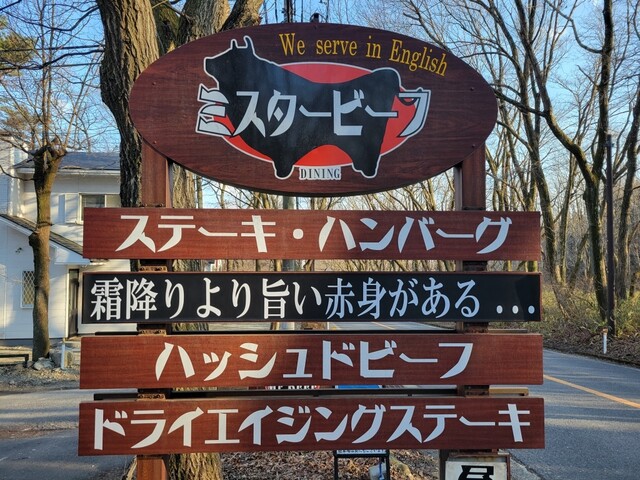 We serve in English
ミスタービーフ
DINING
ステーキ・ハンバーグ
霜降りより旨い赤身がある...
ハッシュドビーフ
ドライエイジングステーキ